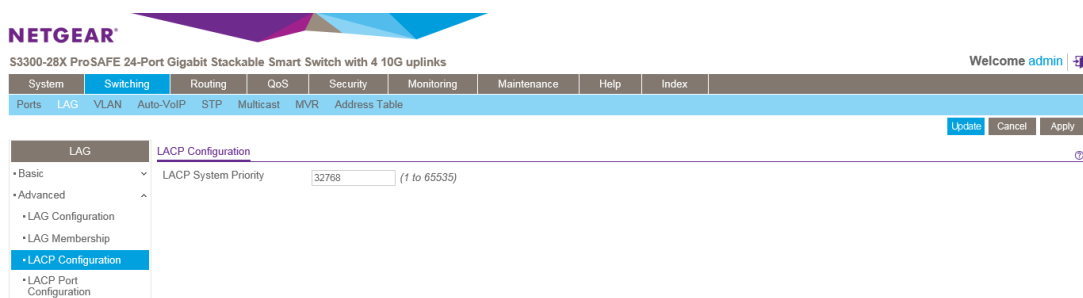 NETGEAR®
S3300-28X ProSAFE 24-Port Gigabit Stackable Smart Switch with 4 10G uplinks
Welcome admin
System Switching Routing QoS Security Monitoring Maintenance Help Index
Ports LAG VLAN Auto-VoIP STP Multicast MVR Address Table
Update Cancel Apply
LAG
LACP Configuration
• Basic
LACP System Priority 32768 (1 to 65535)
• Advanced
• LAG Configuration
• LAG Membership
• LACP Configuration
• LACP Port
Configuration